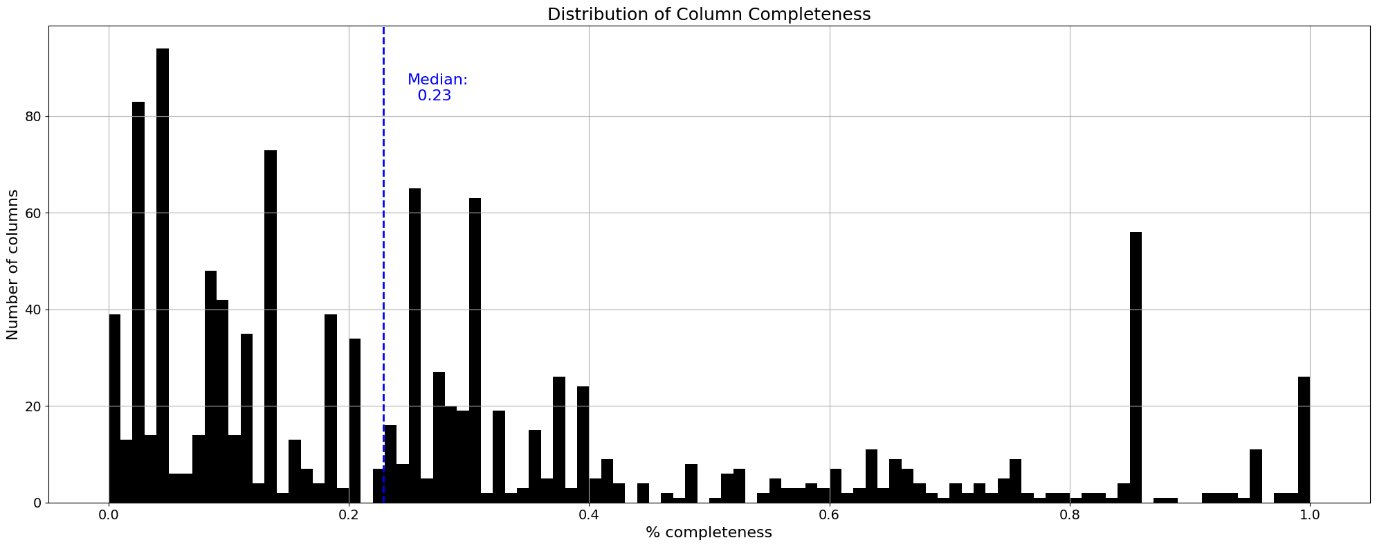 Distribution of Column Completeness
Median:
0.23
Number of columns
80
60
40
20
0
0.0 0.2 0.4 0.6 0.8 1.0
% completeness